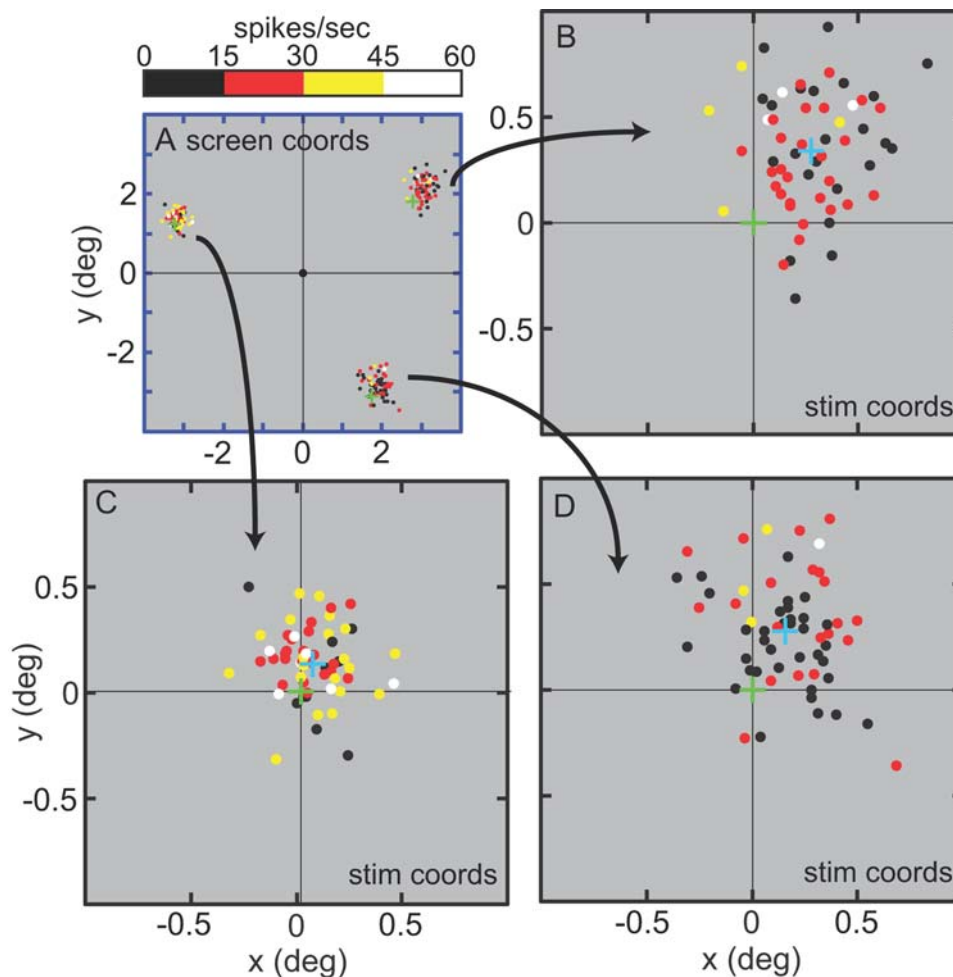 spikes/sec
0 15 30 45 60
A screen coords
y (deg)
2
0
-2
-2 0 2
B
0.5
0
-0.5
stim coords
C
y (deg)
0.5
0
-0.5
stim coords
-0.5 0 0.5
x (deg)
D
stim coords
-0.5 0 0.5
x (deg)